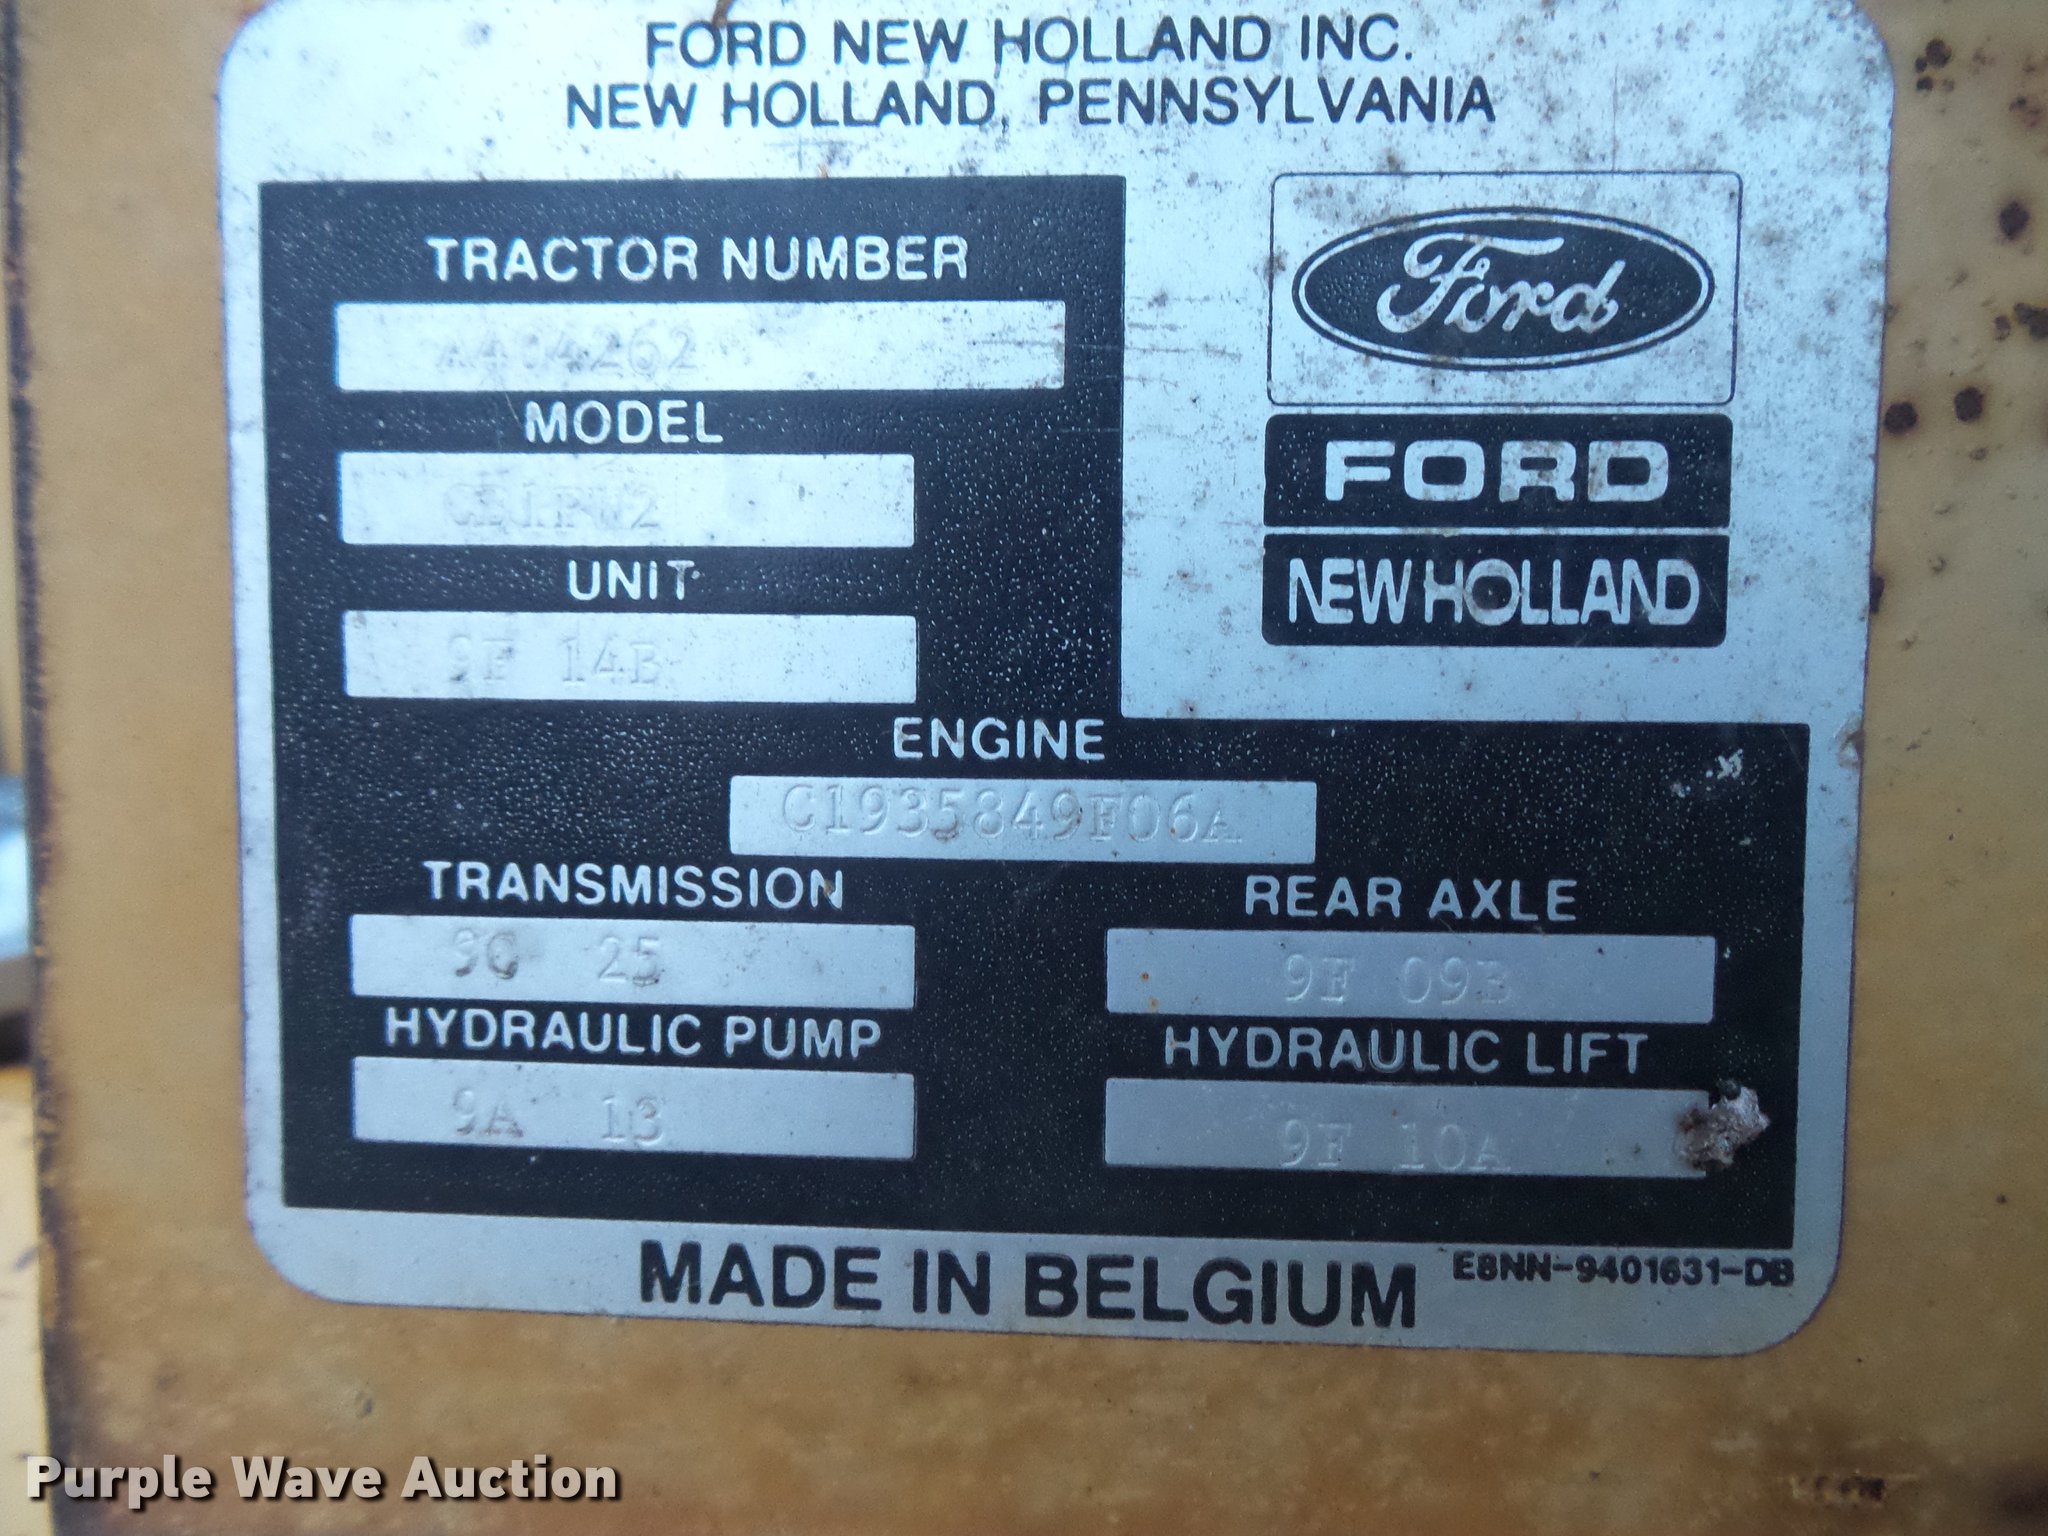 FORD NEW HOLLAND INC.
NEW HOLLAND, PENNSYLVANIA
TRACTOR NUMBER
A404262
MODEL
UNIT
9F 14B
Ford
FORD
NEW HOLLAND
ENGINE
C1935849F06A
TRANSMISSION
9C 25
REAR AXLE
9F 09B
HYDRAULIC PUMP
9A 13
HYDRAULIC LIFT
9F 10A
MADE IN BELGIUM
E8NN-9401631-DB
Purple Wave Auction